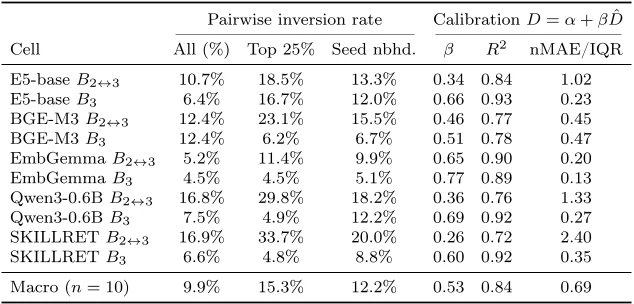 Pairwise inversion rate Calibration D = α + βD̂
Cell All (%) Top 25% Seed nbhd. β R² nMAE/IQR
E5-base B₂↔₃ 10.7% 18.5% 13.3% 0.34 0.84 1.02
E5-base B₃ 6.4% 16.7% 12.0% 0.66 0.93 0.23
BGE-M3 B₂↔₃ 12.4% 23.1% 15.5% 0.46 0.77 0.45
BGE-M3 B₃ 12.4% 6.2% 6.7% 0.51 0.78 0.47
EmbGemma B₂↔₃ 5.2% 11.4% 9.9% 0.65 0.90 0.20
EmbGemma B₃ 4.5% 4.5% 5.1% 0.77 0.89 0.13
Qwen3-0.6B B₂↔₃ 16.8% 29.8% 18.2% 0.36 0.76 1.33
Qwen3-0.6B B₃ 7.5% 4.9% 12.2% 0.69 0.92 0.27
SKILLRET B₂↔₃ 16.9% 33.7% 20.0% 0.26 0.72 2.40
SKILLRET B₃ 6.6% 4.8% 8.8% 0.60 0.92 0.35
Macro (n = 10) 9.9% 15.3% 12.2% 0.53 0.84 0.69